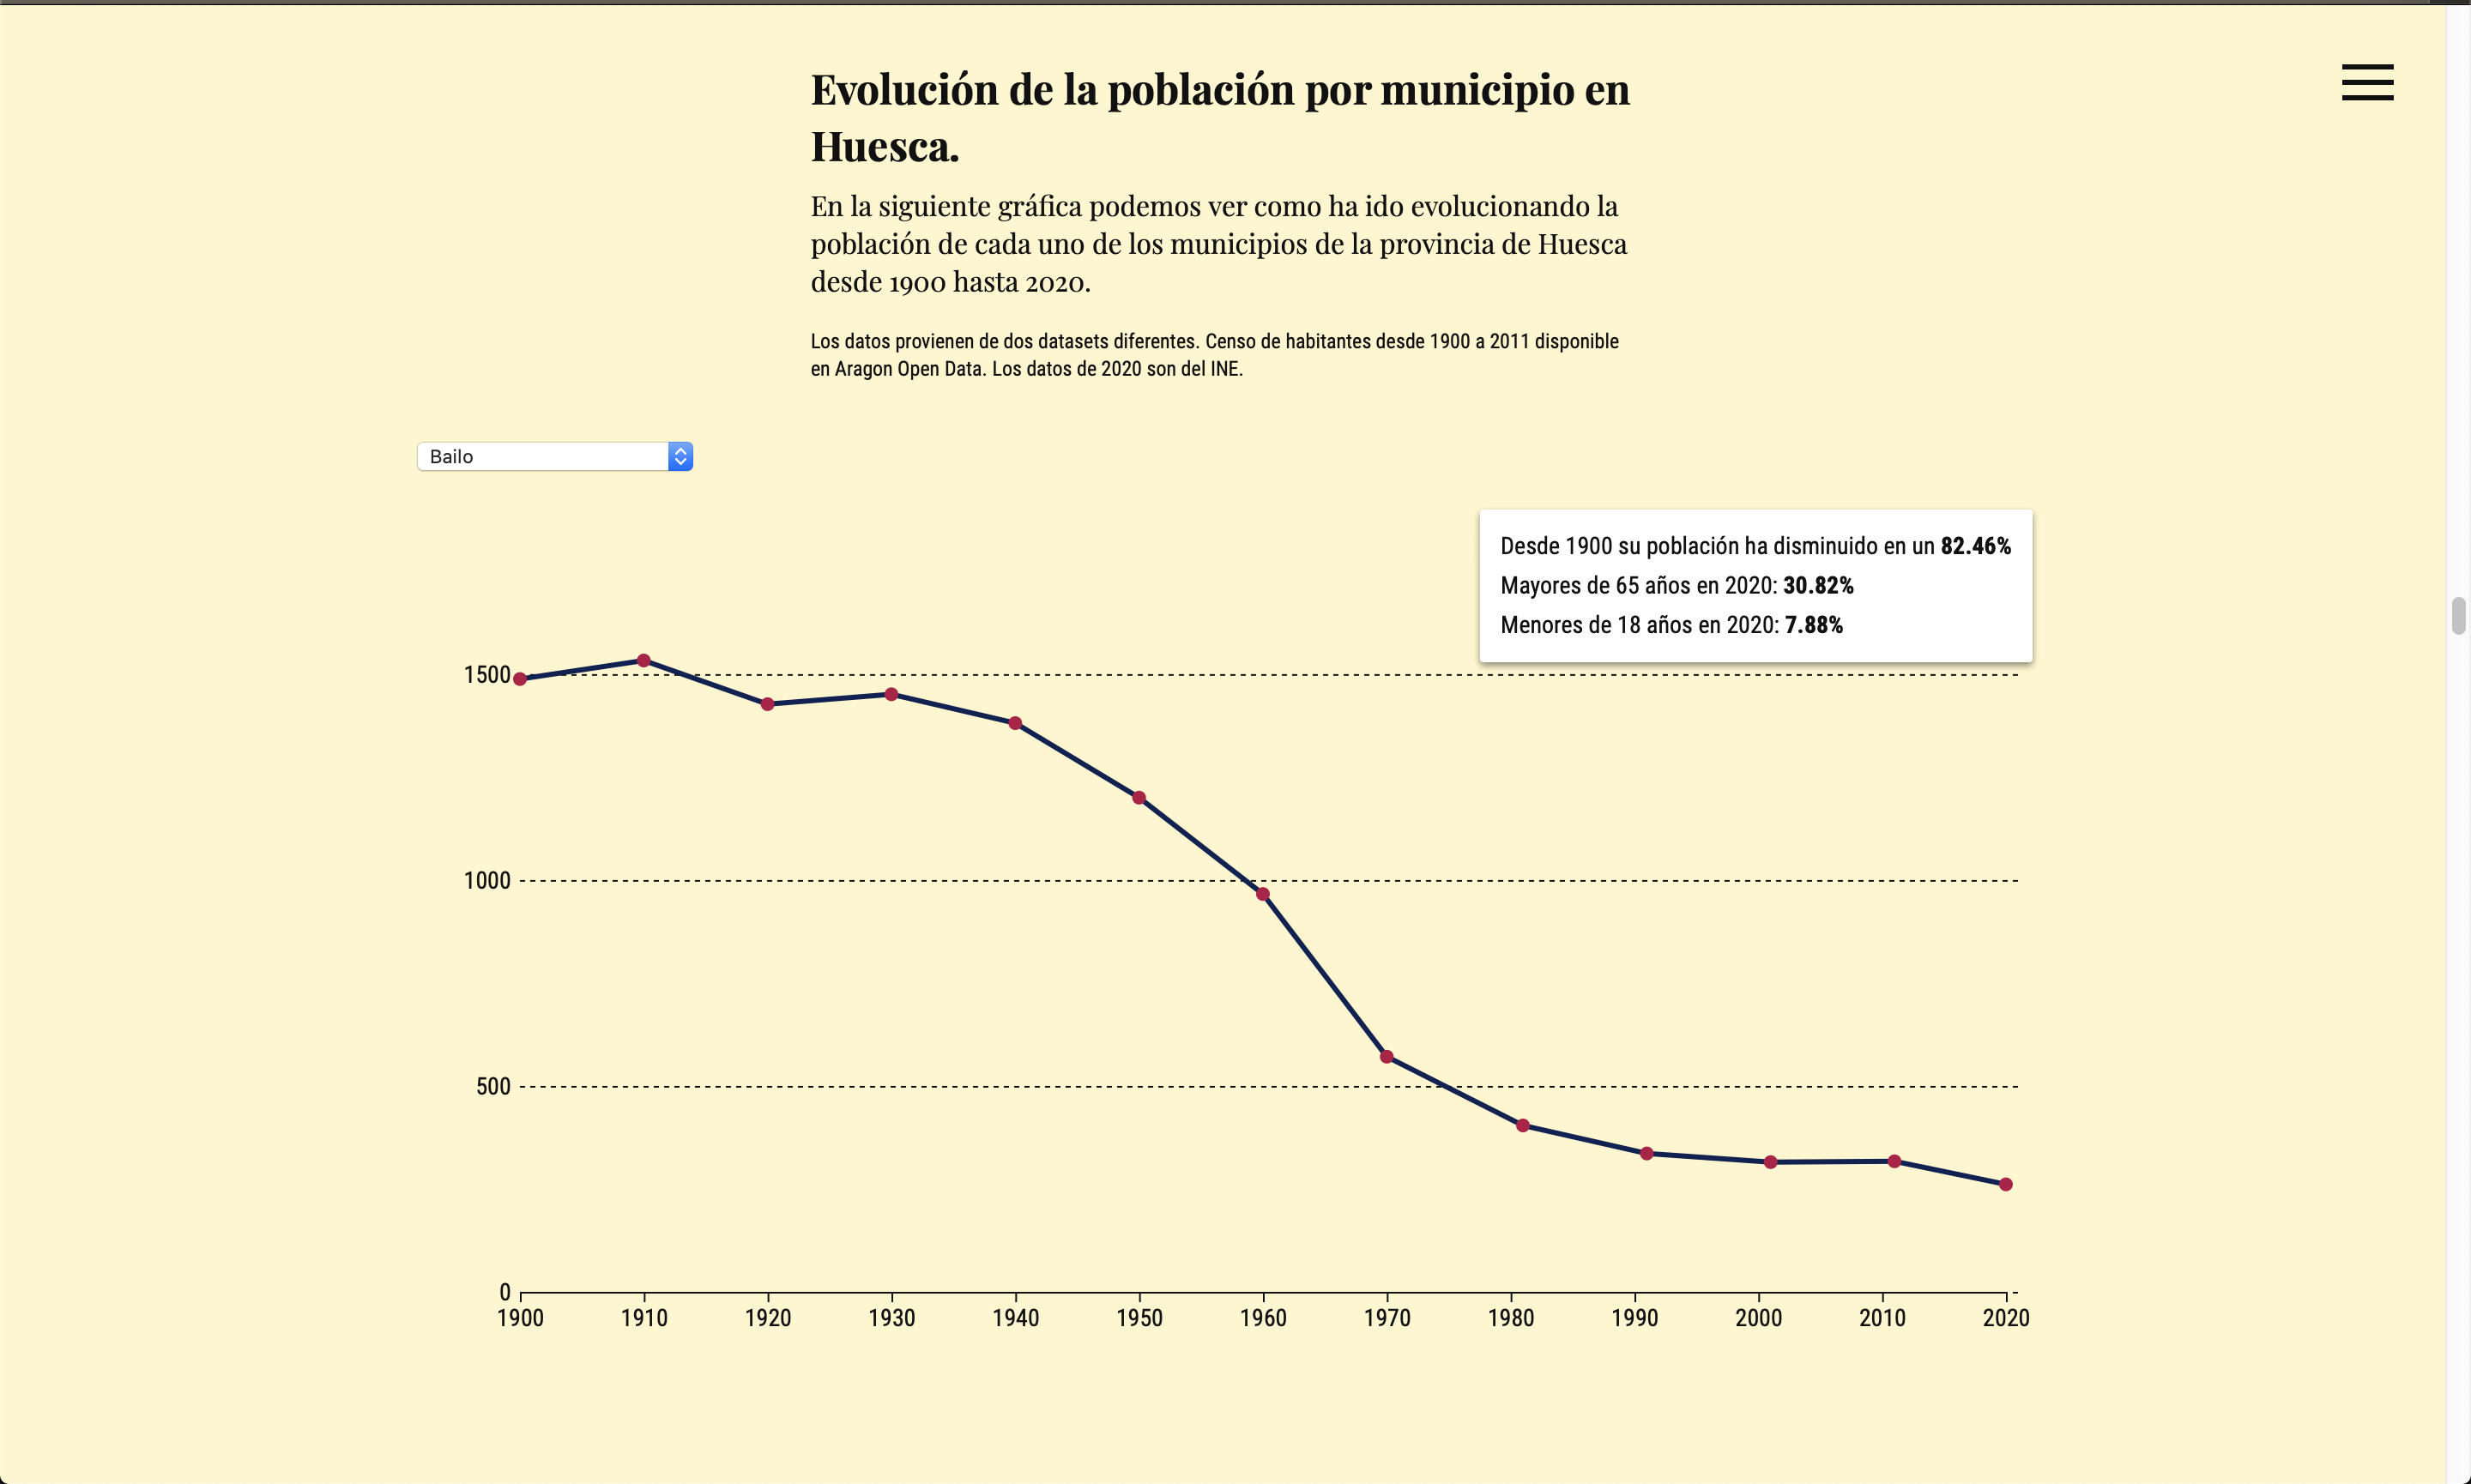 Evolución de la población por municipio en
Huesca.
En la siguiente gráfica podemos ver como ha ido evolucionando la
población de cada uno de los municipios de la provincia de Huesca
desde 1900 hasta 2020.
Los datos provienen de dos datasets diferentes. Censo de habitantes desde 1900 a 2011 disponible
en Aragon Open Data. Los datos de 2020 son del INE.
Bailo
Desde 1900 su población ha disminuido en un 82.46%
Mayores de 65 años en 2020: 30.82%
Menores de 18 años en 2020: 7.88%
1500
1000
500
0
1900 1910 1920 1930 1940 1950 1960 1970 1980 1990 2000 2010 2020